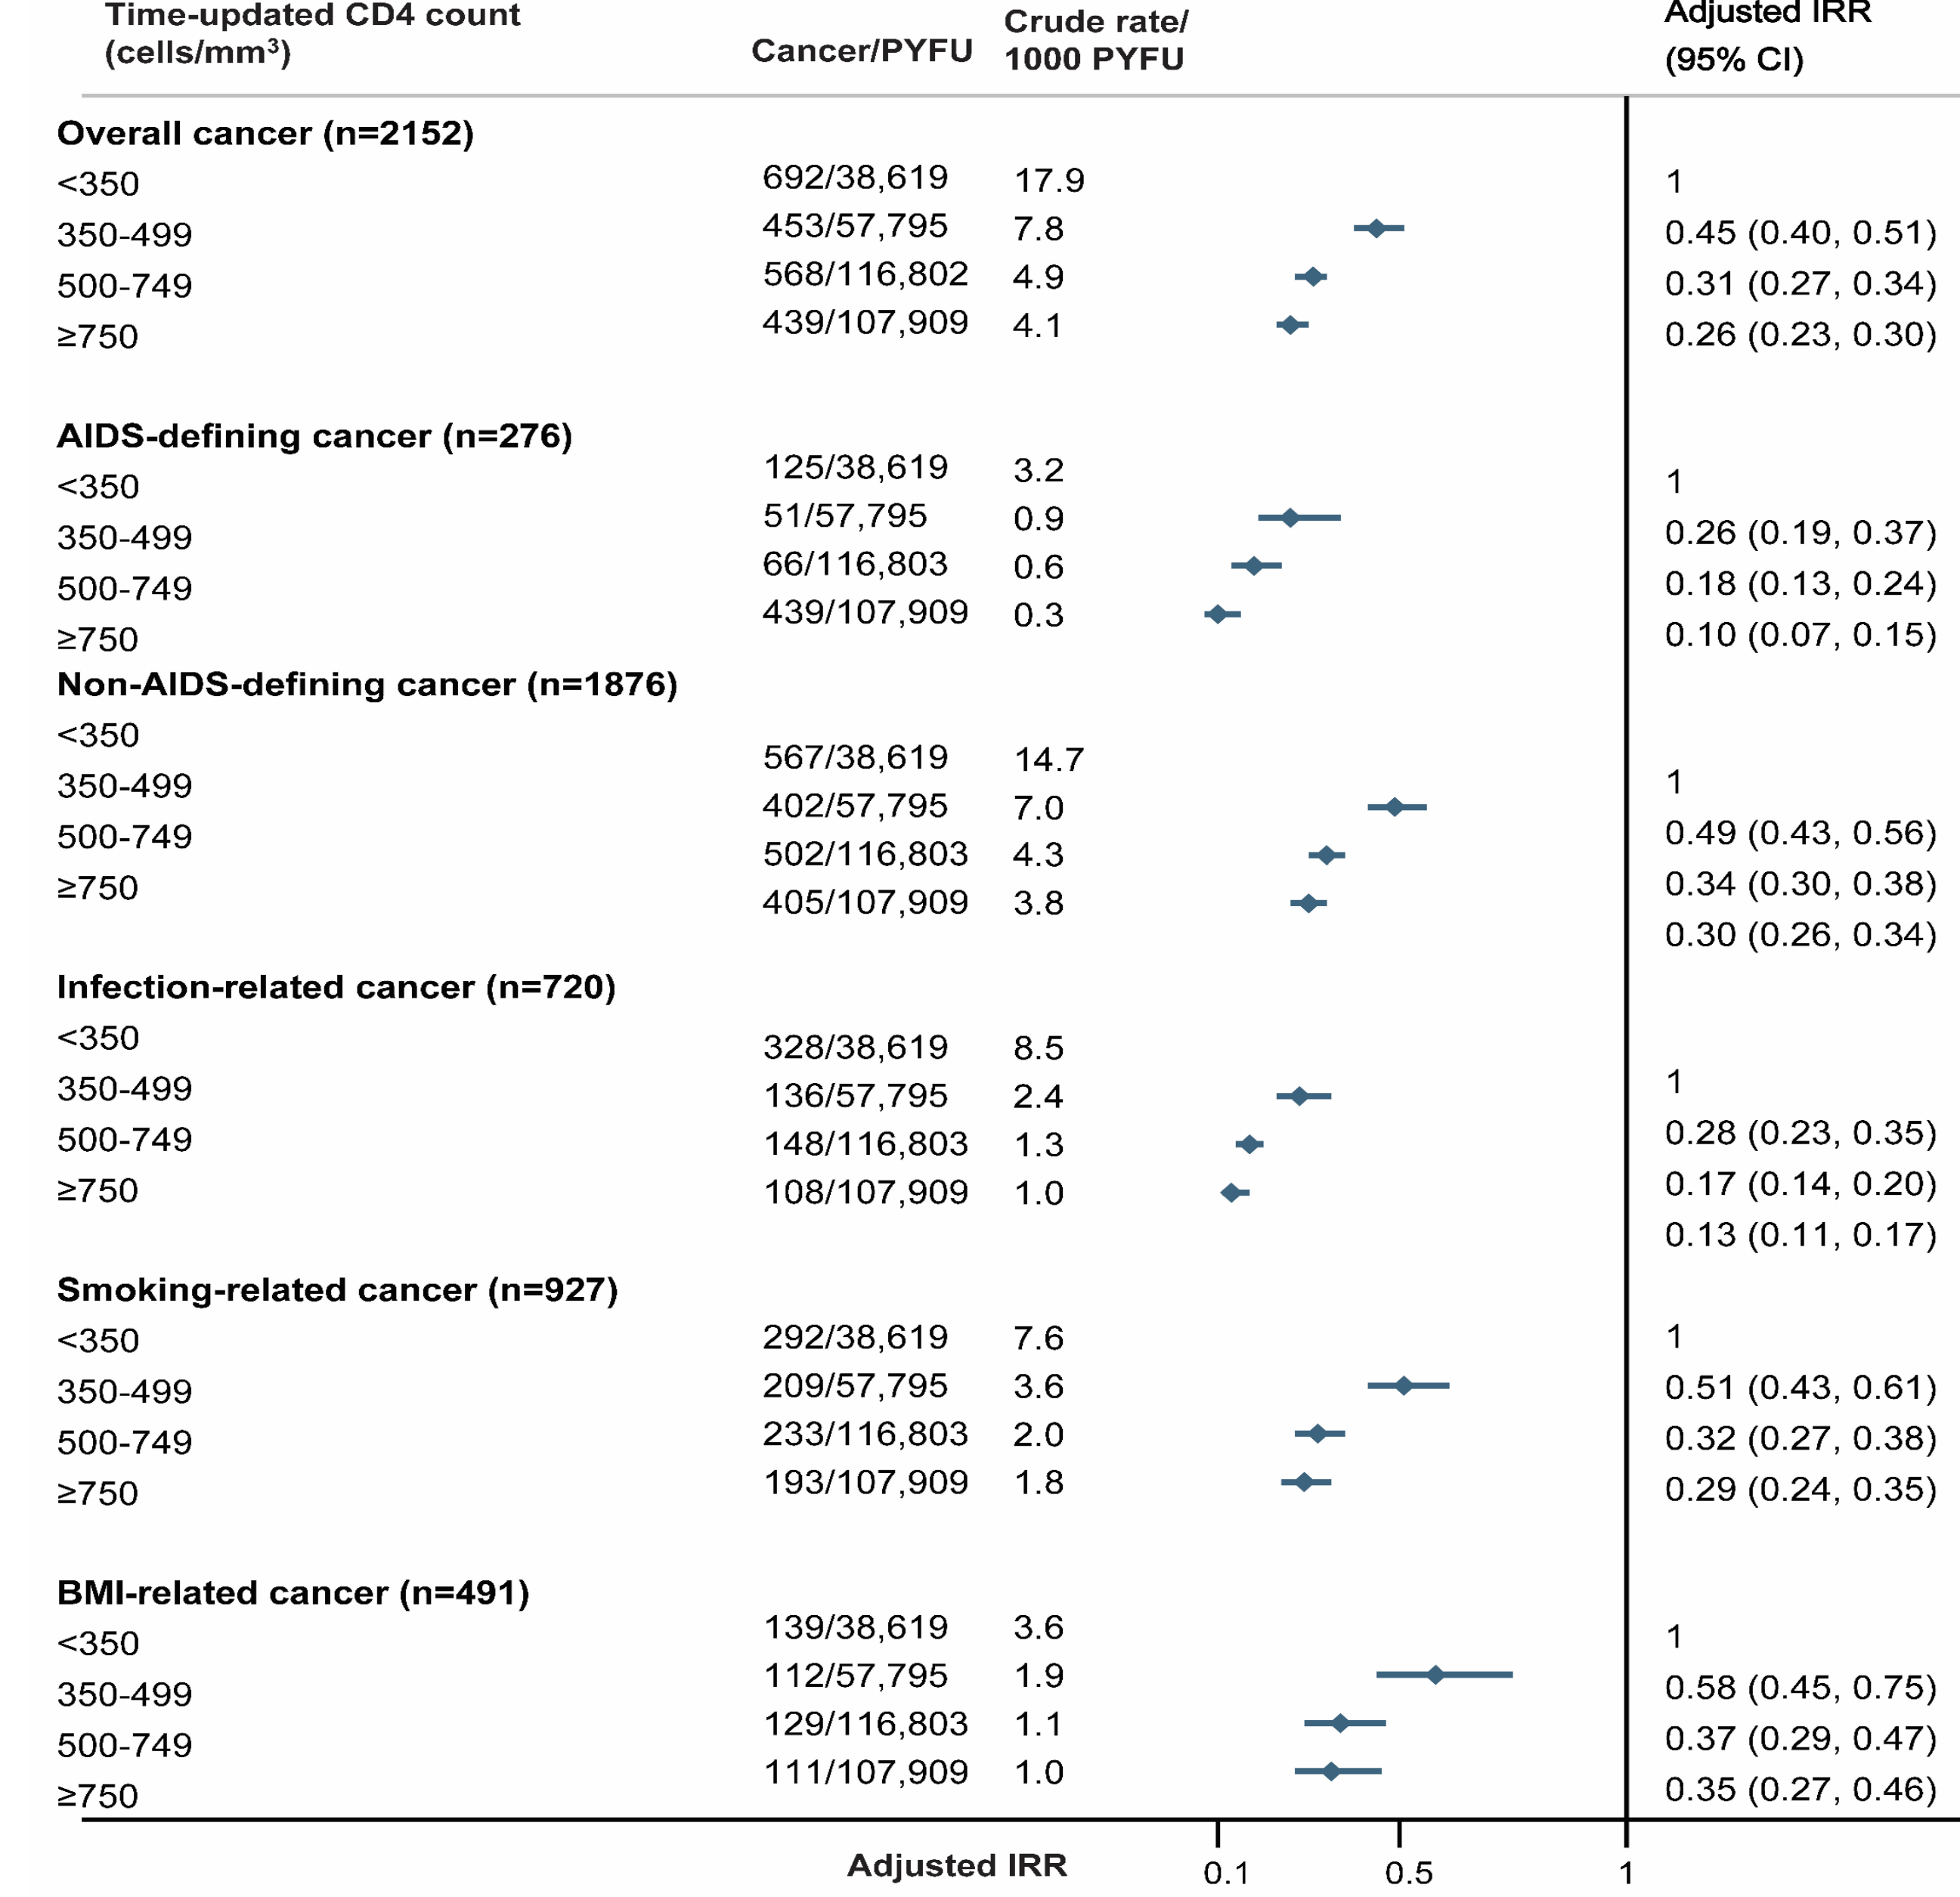 Time-updated CD4 count (cells/mm³) Cancer/PYFU Crude rate/ 1000 PYFU Adjusted IRR (95% CI)
Overall cancer (n=2152)
<350 692/38,619 17.9 1
350-499 453/57,795 7.8 0.45 (0.40, 0.51)
500-749 568/116,802 4.9 0.31 (0.27, 0.34)
≥750 439/107,909 4.1 0.26 (0.23, 0.30)
AIDS-defining cancer (n=276)
<350 125/38,619 3.2 1
350-499 51/57,795 0.9 0.26 (0.19, 0.37)
500-749 66/116,803 0.6 0.18 (0.13, 0.24)
≥750 439/107,909 0.3 0.10 (0.07, 0.15)
Non-AIDS-defining cancer (n=1876)
<350 567/38,619 14.7 1
350-499 402/57,795 7.0 0.49 (0.43, 0.56)
500-749 502/116,803 4.3 0.34 (0.30, 0.38)
≥750 405/107,909 3.8 0.30 (0.26, 0.34)
Infection-related cancer (n=720)
<350 328/38,619 8.5 1
350-499 136/57,795 2.4 0.28 (0.23, 0.35)
500-749 148/116,803 1.3 0.17 (0.14, 0.20)
≥750 108/107,909 1.0 0.13 (0.11, 0.17)
Smoking-related cancer (n=927)
<350 292/38,619 7.6 1
350-499 209/57,795 3.6 0.51 (0.43, 0.61)
500-749 233/116,803 2.0 0.32 (0.27, 0.38)
≥750 193/107,909 1.8 0.29 (0.24, 0.35)
BMI-related cancer (n=491)
<350 139/38,619 3.6 1
350-499 112/57,795 1.9 0.58 (0.45, 0.75)
500-749 129/116,803 1.1 0.37 (0.29, 0.47)
≥750 111/107,909 1.0 0.35 (0.27, 0.46)
Adjusted IRR 0.1 0.5 1